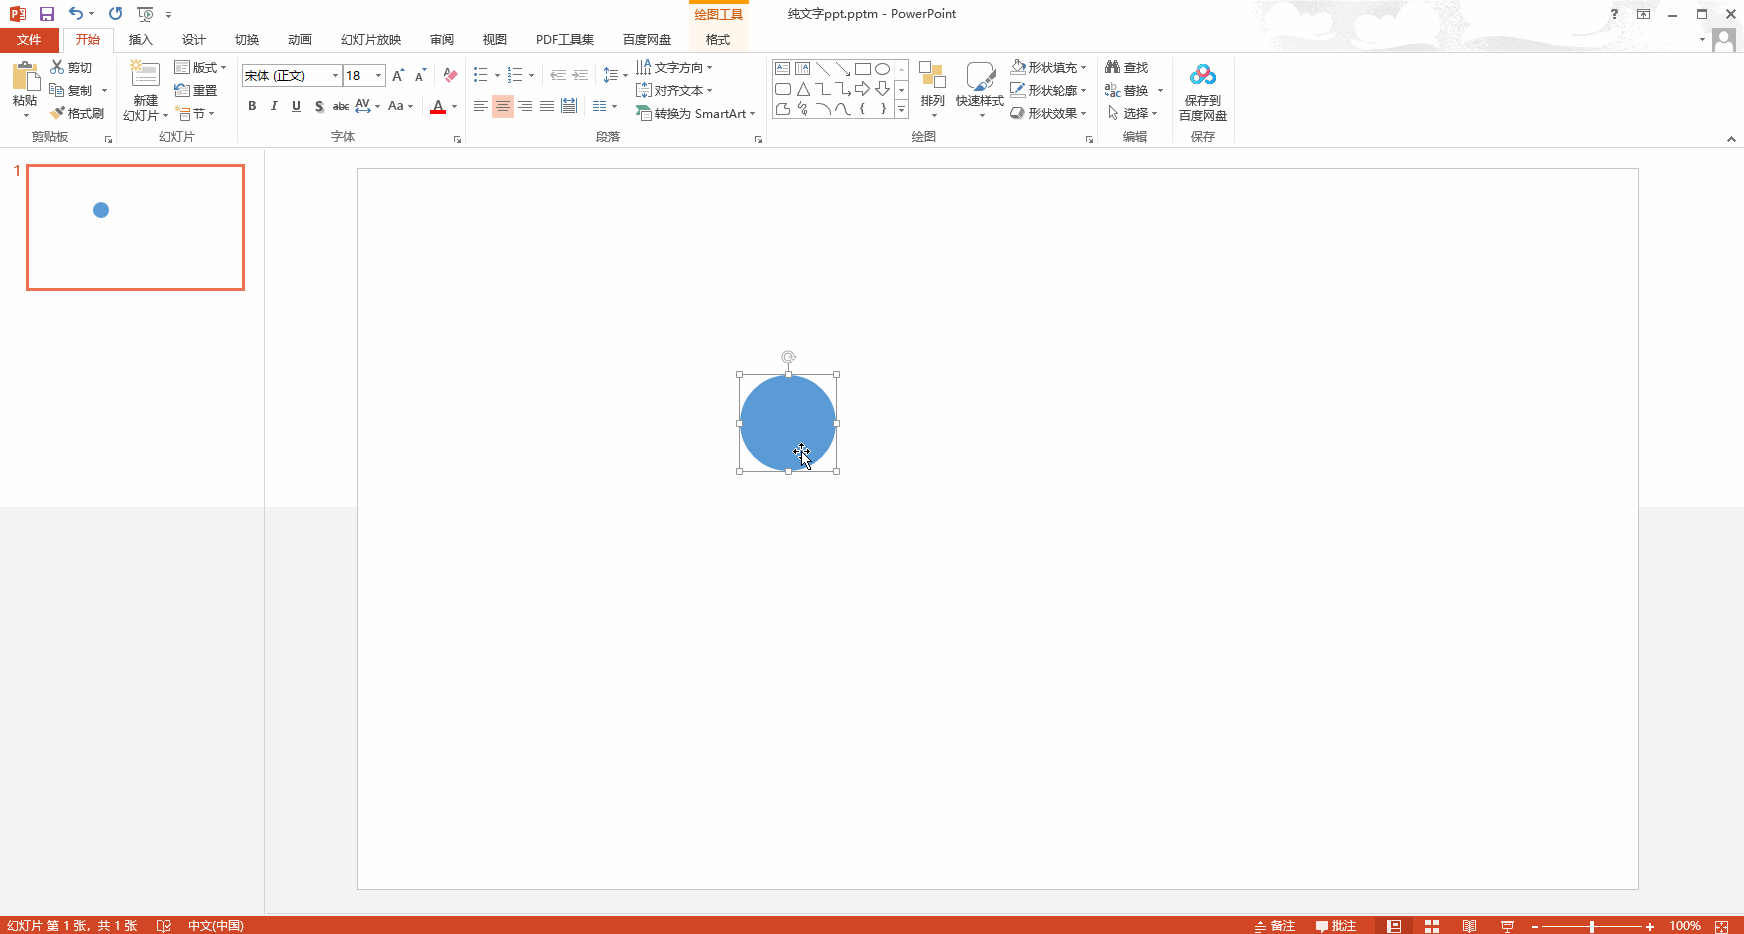 绘图工具
纯文字ppt.pptm - PowerPoint
文件 开始 插入 设计 切换 动画 幻灯片放映 审阅 视图 PDF工具集 百度网盘 格式
粘贴
剪切
复制
格式刷
剪贴板
新建
幻灯片
版式
重置
节
幻灯片
宋体 (正文) 18
B I U S abc AV Aa A
字体
文字方向
对齐文本
转换为 SmartArt
段落
排列
快速样式
形状填充
形状轮廓
形状效果
绘图
查找
替换
选择
编辑
保存到
百度网盘
保存
1
幻灯片 第 1 张，共 1 张 中文(中国) 备注 批注 100%